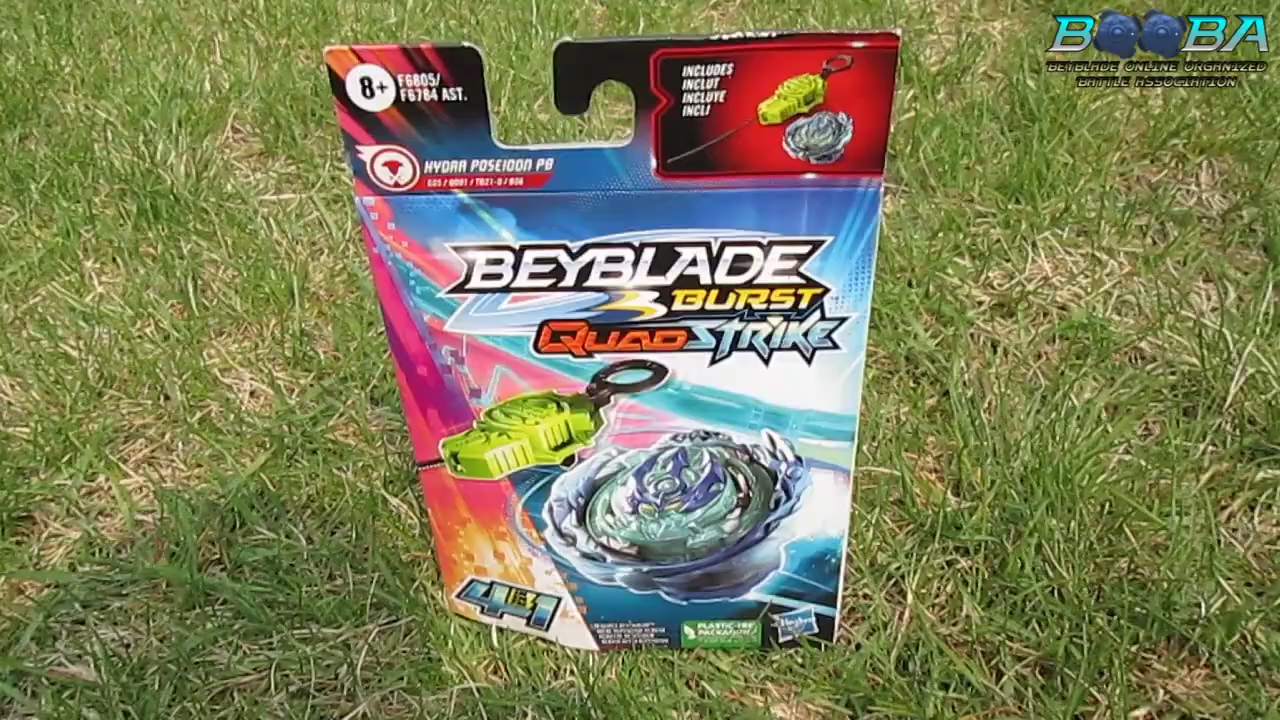 BOOBA
BEYBLADE ONLINE ORGANIZED
BATTLE ASSOCIATION
8+
F6805/
F6784 AST.
INCLUDES
INCLUT
INCLUYE
INCLI
HYDRA POSEIDON P8
BEYBLADE
BURST
QUADSTRIKE
PLASTIC-FREE
PACKAGING
Hasbro